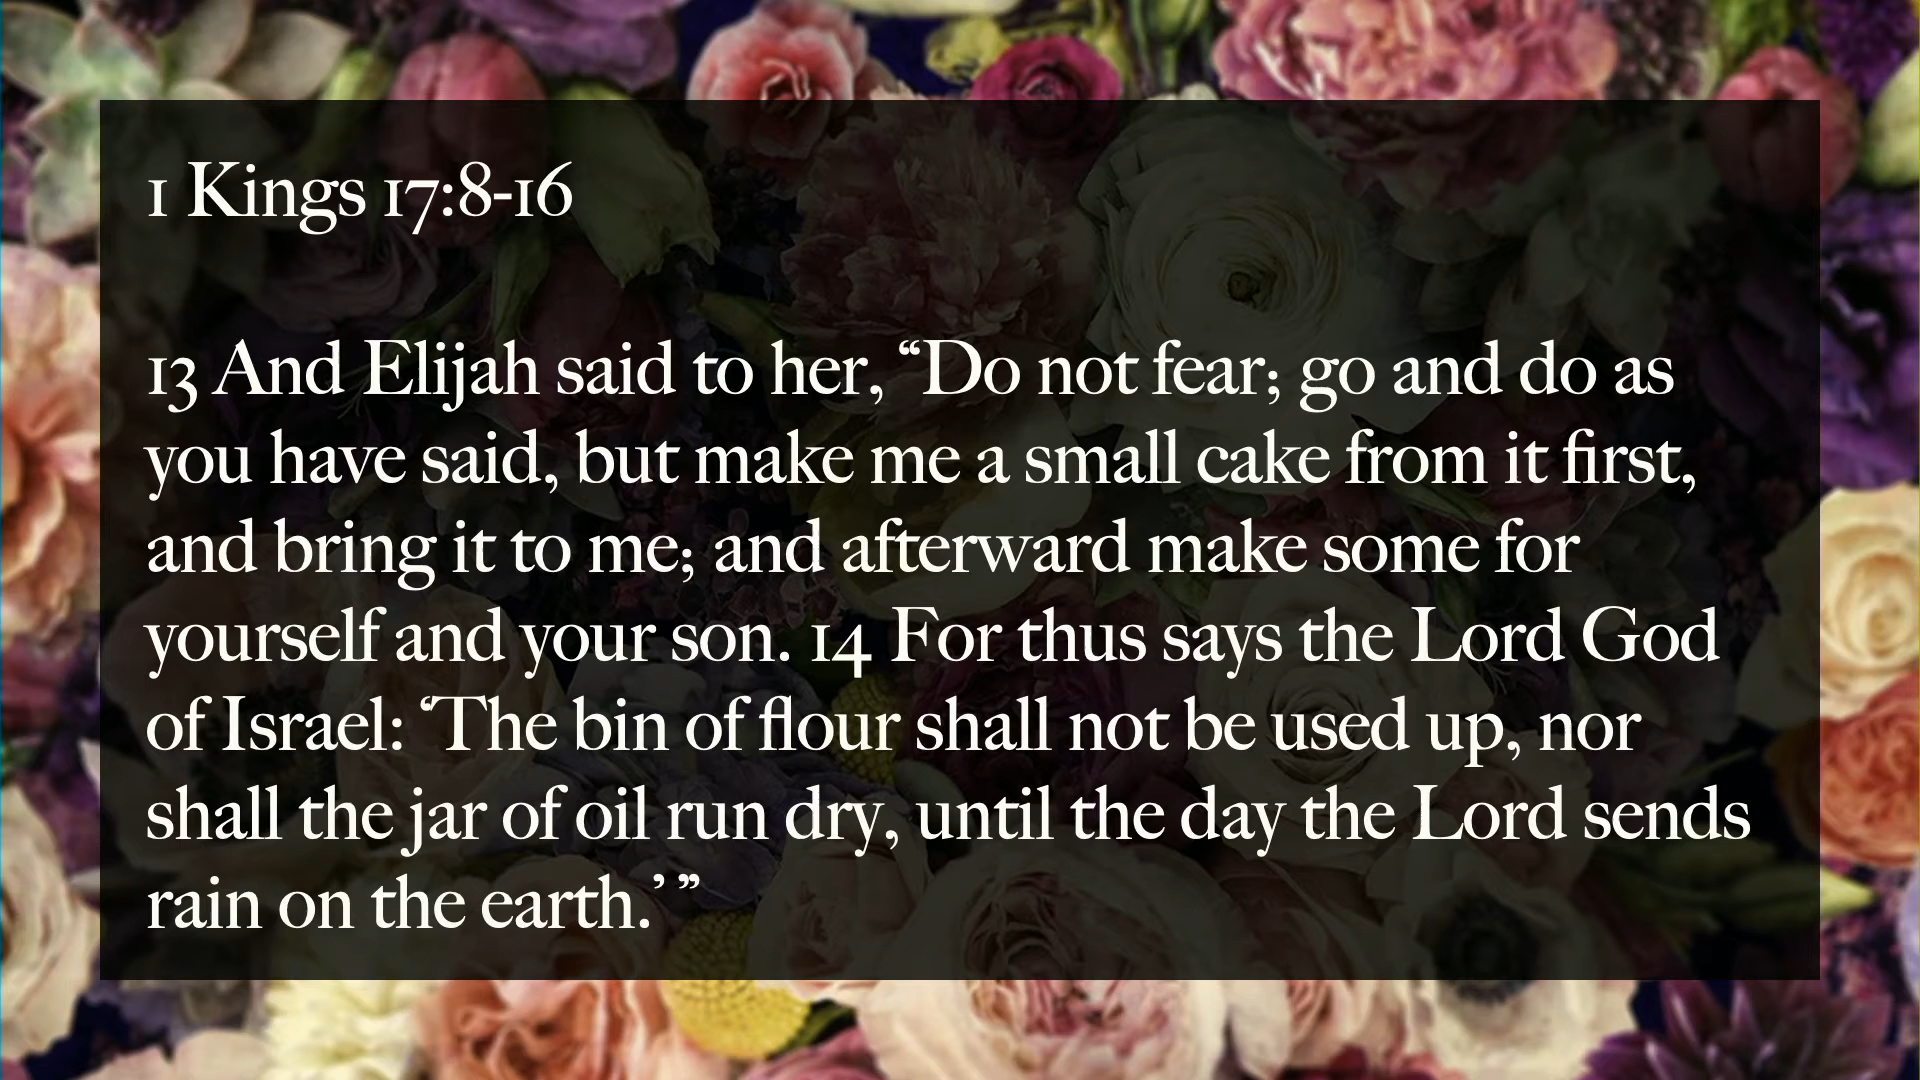 1 Kings 17:8-16
13 And Elijah said to her, “Do not fear; go and do as
you have said, but make me a small cake from it first,
and bring it to me; and afterward make some for
yourself and your son. 14 For thus says the Lord God
of Israel: ‘The bin of flour shall not be used up, nor
shall the jar of oil run dry, until the day the Lord sends
rain on the earth.’ ”